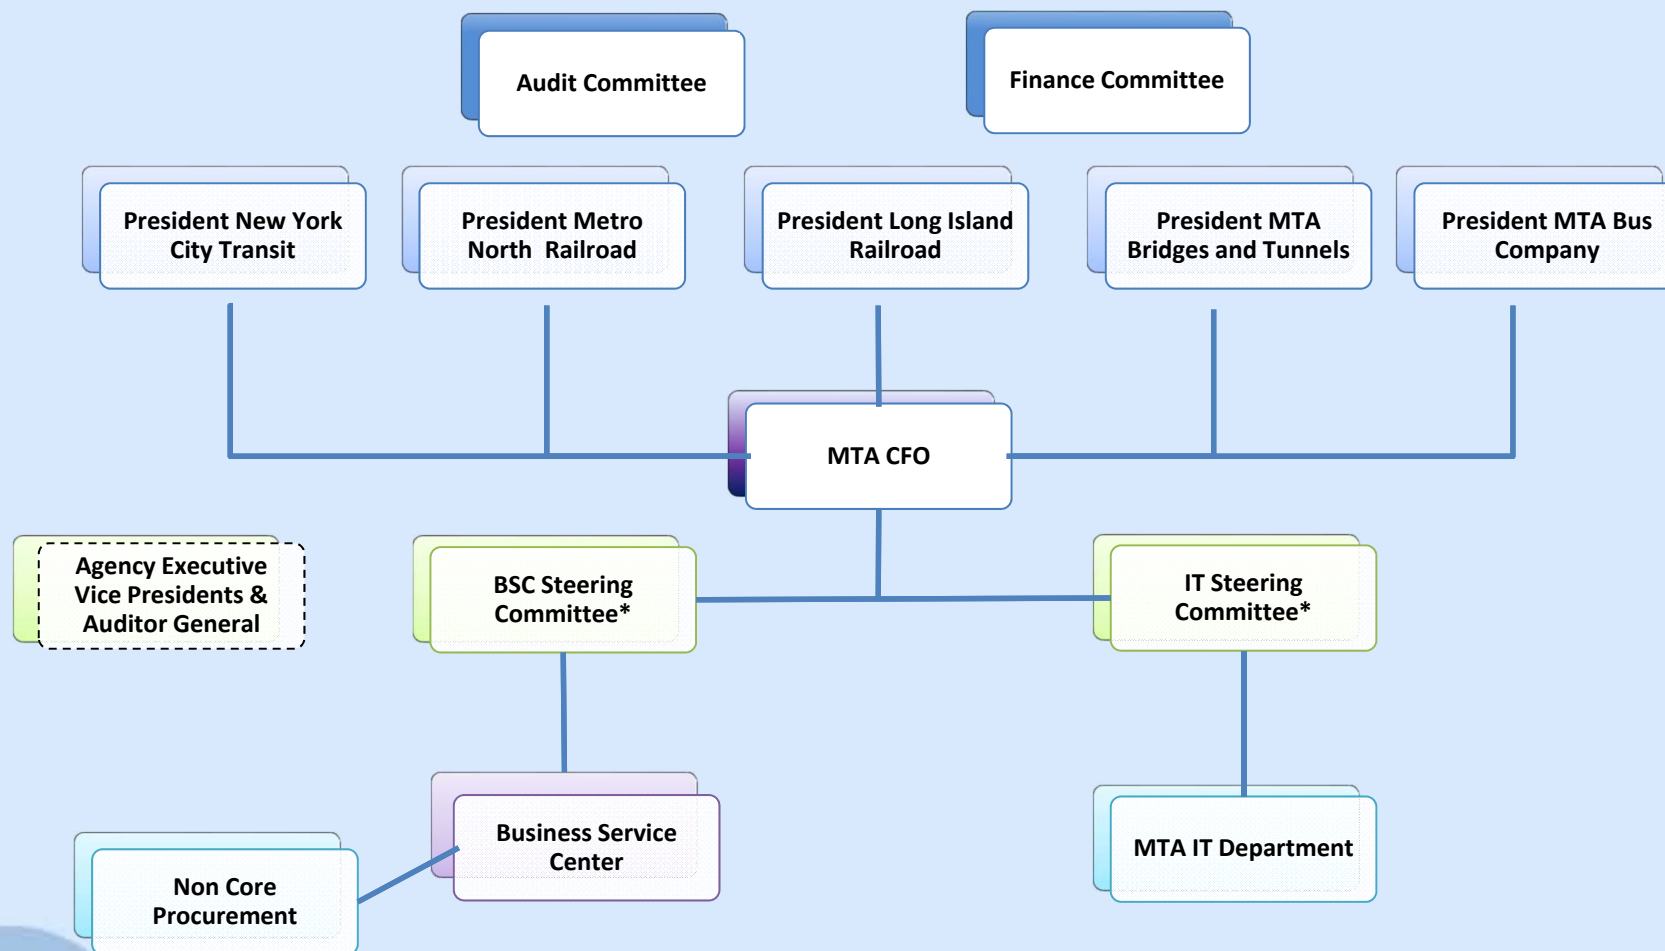 Audit Committee
Finance Committee
President New York
City Transit
President Metro
North  Railroad
President Long Island
Railroad
President MTA
Bridges and Tunnels
President MTA Bus
Company
MTA CFO
Agency Executive
Vice Presidents &
Auditor General
BSC Steering
Committee*
IT Steering
Committee*
Business Service
Center
MTA IT Department
Non Core
Procurement